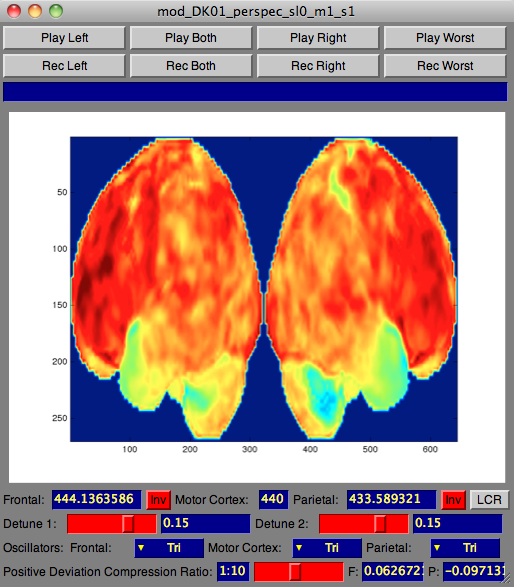 mod_DK01_perspec_sl0_m1_s1
Play Left Play Both Play Right Play Worst
Rec Left Rec Both Rec Right Rec Worst
50
100
150
200
250
100 200 300 400 500 600
Frontal: 444.1363586 Inv Motor Cortex: 440 Parietal: 433.589321 Inv LCR
Detune 1: 0.15 Detune 2: 0.15
Oscillators: Frontal: Tri Motor Cortex: Tri Parietal: Tri
Positive Deviation Compression Ratio: 1:10 F: 0.062672 P: -0.097131